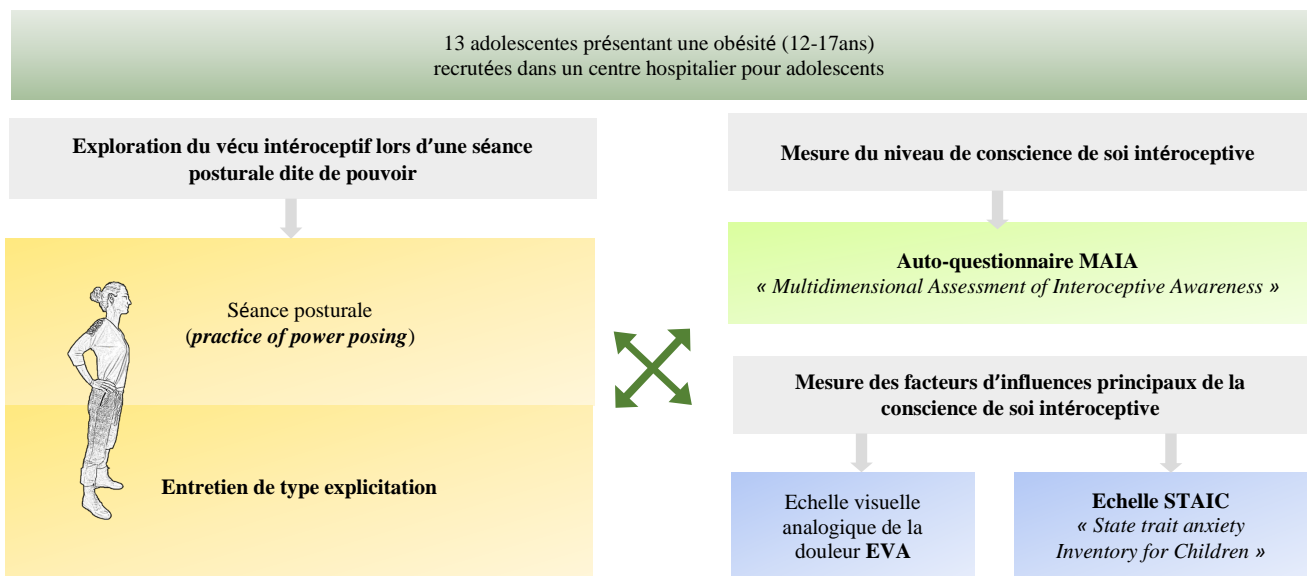 13 adolescentes présentant une obésité (12-17ans)
recrutées dans un centre hospitalier pour adolescents
Exploration du vécu intéroceptif lors d'une séance
posturale dite de pouvoir
Séance posturale
(practice of power posing)
Entretien de type explicitation
Mesure du niveau de conscience de soi intéroceptive
Auto-questionnaire MAIA
« Multidimensional Assessment of Interoceptive Awareness »
Mesure des facteurs d'influences principaux de la
conscience de soi intéroceptive
Echelle visuelle
analogique de la
douleur EVA
Echelle STAIC
« State trait anxiety
Inventory for Children »